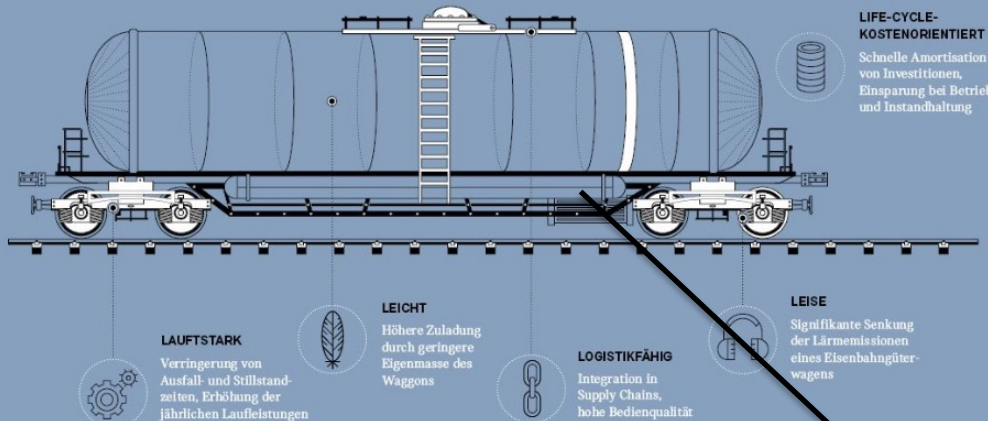 LIFE-CYCLE-
KOSTENORIENTIERT
Schnelle Amortisation
von Investitionen,
Einsparung bei Betrieb
und Instandhaltung
LAUFTSTARK
Verringerung von
Ausfall- und Stillstand-
zeiten, Erhöhung der
jährlichen Laufleistungen
LEICHT
Höhere Zuladung
durch geringere
Eigenmasse des
Waggons
LOGISTIKFÄHIG
Integration in
Supply Chains,
hohe Bedienqualität
LEISE
Signifikante Senkung
der Lärmemissionen
eines Eisenbahngüter-
wagens